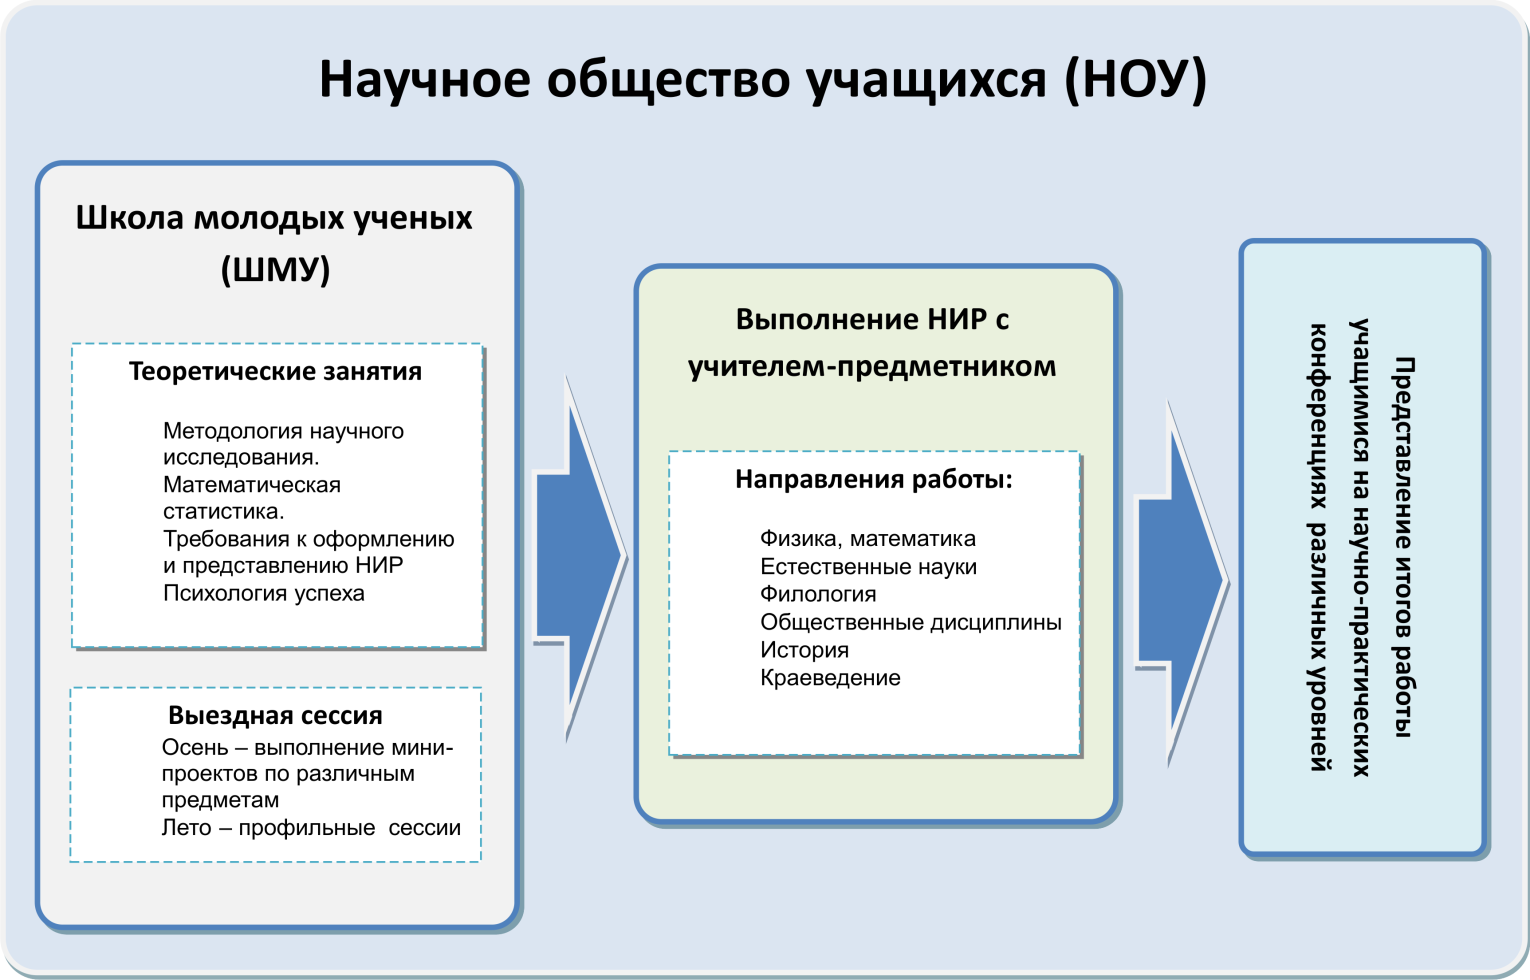 Научное общество учащихся (НОУ)
Школа молодых ученых
(ШМУ)
Теоретические занятия
Методология научного
исследования.
Математическая
статистика.
Требования к оформлению
и представлению НИР
Психология успеха
Выездная сессия
Осень – выполнение мини-
проектов по различным
предметам
Лето – профильные сессии
Выполнение НИР с
учителем-предметником
Направления работы:
Физика, математика
Естественные науки
Филология
Общественные дисциплины
История
Краеведение
Представление итогов работы
учащимися на научно-практических
конференциях различных уровней